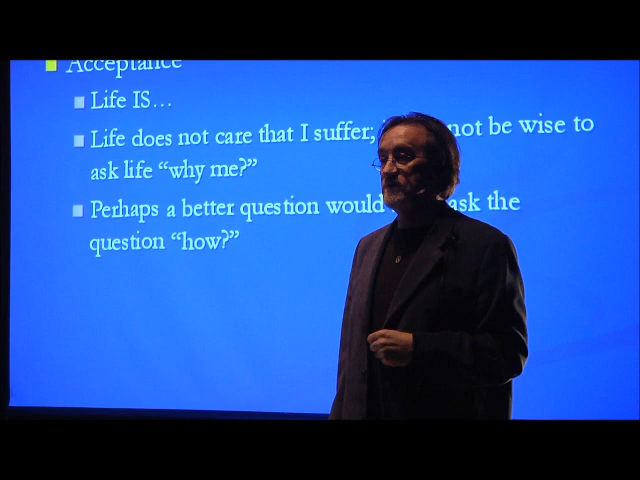 Acceptance
Life IS...
Life does not care that I suffer; not be wise to
ask life “why me?”
Perhaps a better question would ask the
question “how?”